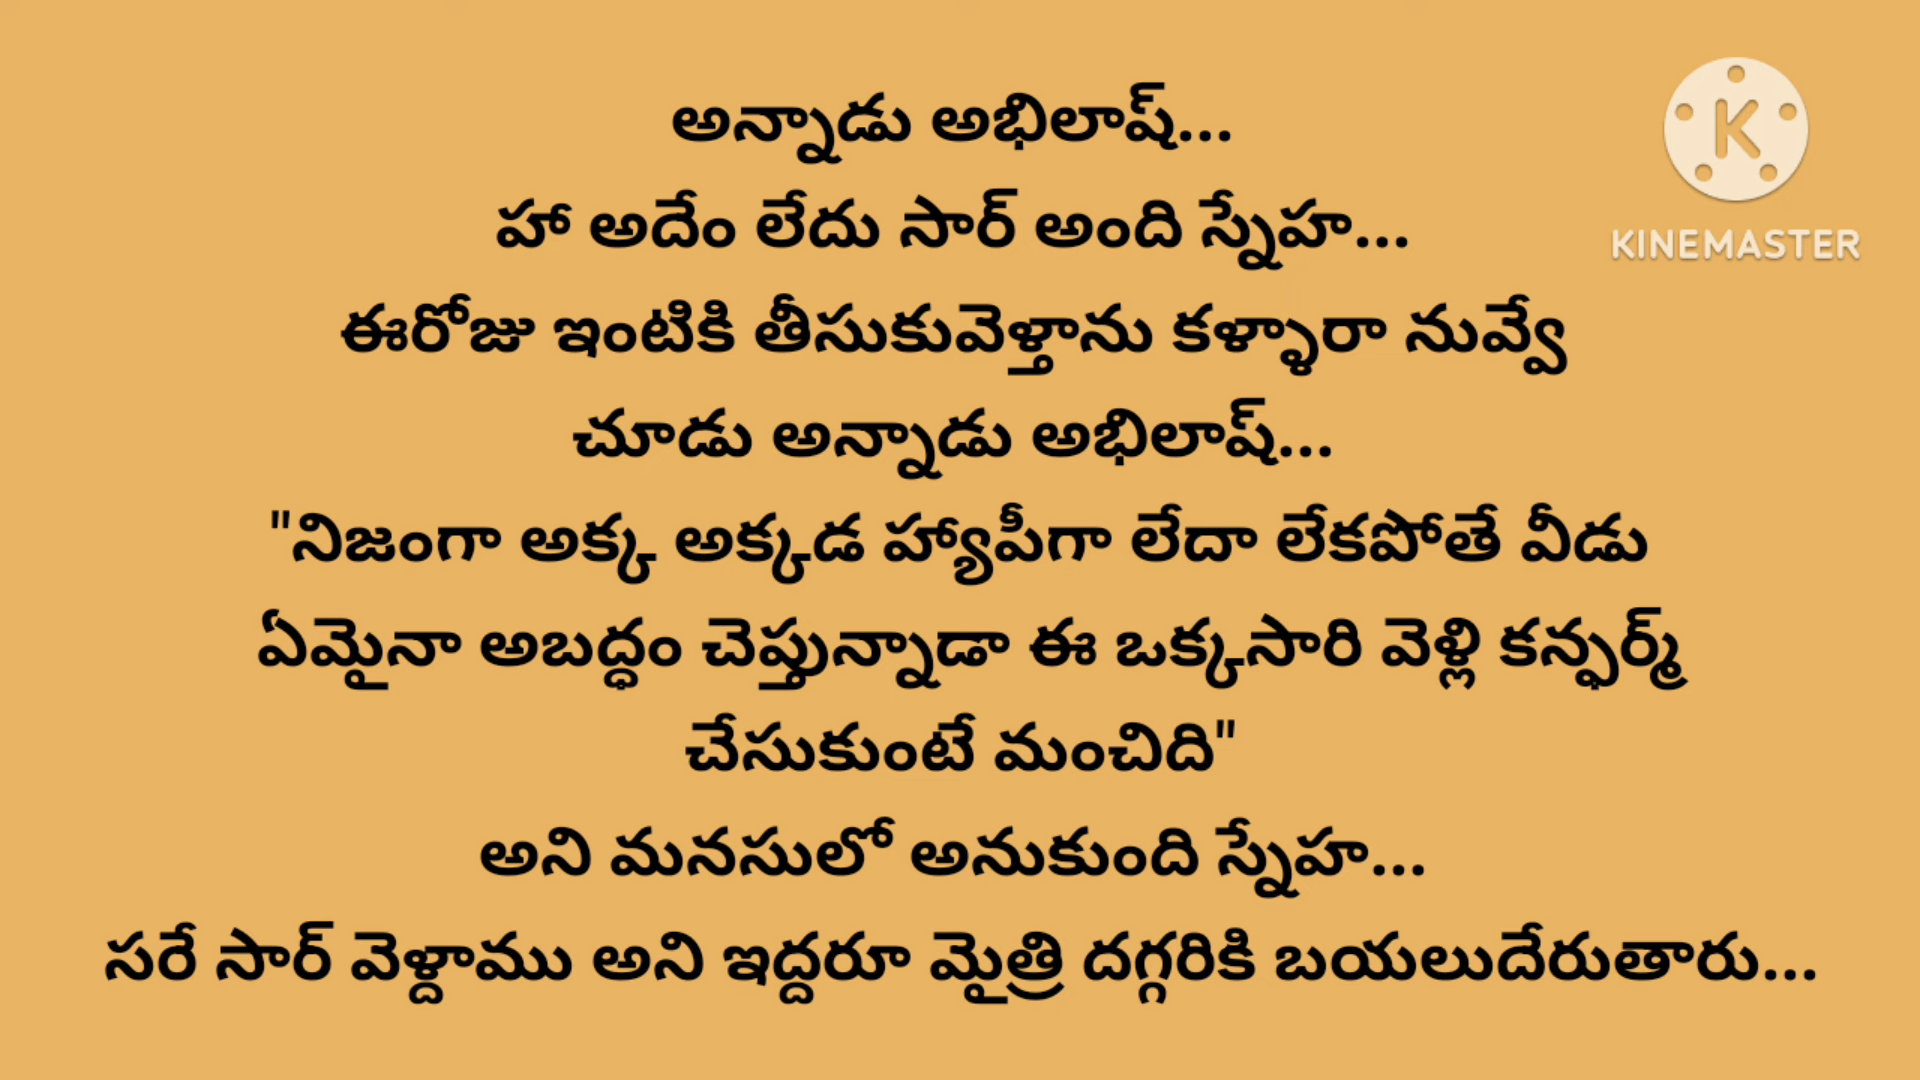 అన్నాడు అభిలాష్...
హా అదేం లేదు సార్ అంది స్నేహ...
ఈరోజు ఇంటికి తీసుకువెళ్తాను కళ్ళారా నువ్వే
చూడు అన్నాడు అభిలాష్...
"నిజంగా అక్క అక్కడ హ్యాపీగా లేదా లేకపోతే వీడు
ఏమైనా అబద్ధం చెప్తున్నాడా ఈ ఒక్కసారి వెళ్లి కన్ఫర్మ్
చేసుకుంటే మంచిది"
అని మనసులో అనుకుంది స్నేహ...
సరే సార్ వెళ్దాము అని ఇద్దరూ మైత్రి దగ్గరికి బయలుదేరుతారు...
K
KINEMASTER